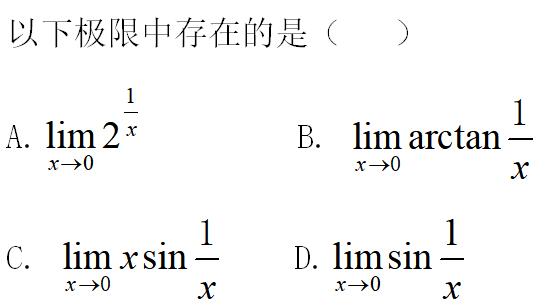 以下极限中存在的是（　　）
A. $\lim_{x \to 0} 2^{\frac{1}{x}}$　　B. $\lim_{x \to 0} \arctan \frac{1}{x}$
C. $\lim_{x \to 0} x \sin \frac{1}{x}$　　D. $\lim_{x \to 0} \sin \frac{1}{x}$